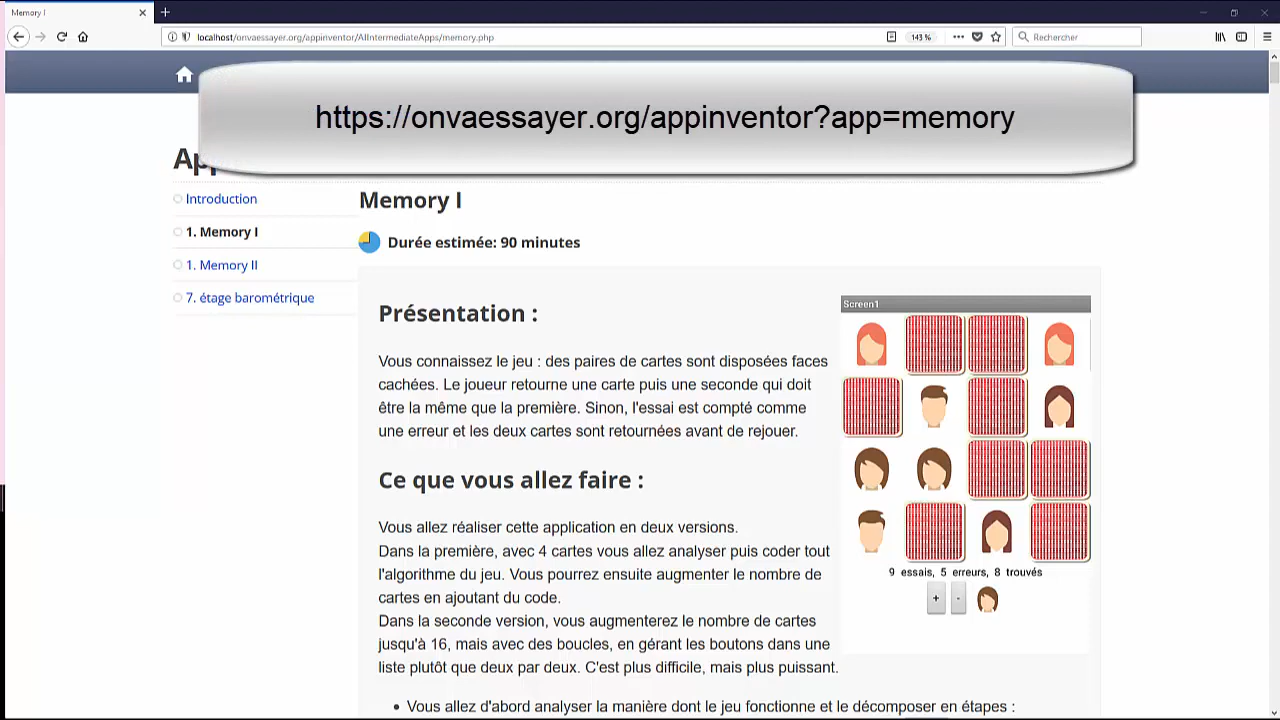 Memory I
localhost/onvaessayer.org/appinventor/AllIntermediateApps/memory.php
143 %
Rechercher
https://onvaessayer.org/appinventor?app=memory
Introduction
1. Memory I
1. Memory II
7. étage barométrique
Memory I
Durée estimée: 90 minutes
Présentation :
Vous connaissez le jeu : des paires de cartes sont disposées faces
cachées. Le joueur retourne une carte puis une seconde qui doit
être la même que la première. Sinon, l'essai est compté comme
une erreur et les deux cartes sont retournées avant de rejouer.
Ce que vous allez faire :
Vous allez réaliser cette application en deux versions.
Dans la première, avec 4 cartes vous allez analyser puis coder tout
l'algorithme du jeu. Vous pourrez ensuite augmenter le nombre de
cartes en ajoutant du code.
Dans la seconde version, vous augmenterez le nombre de cartes
jusqu'à 16, mais avec des boucles, en gérant les boutons dans une
liste plutôt que deux par deux. C'est plus difficile, mais plus puissant.
• Vous allez d'abord analyser la manière dont le jeu fonctionne et le décomposer en étapes :
Screen1
9 essais, 5 erreurs, 8 trouvés
+ -